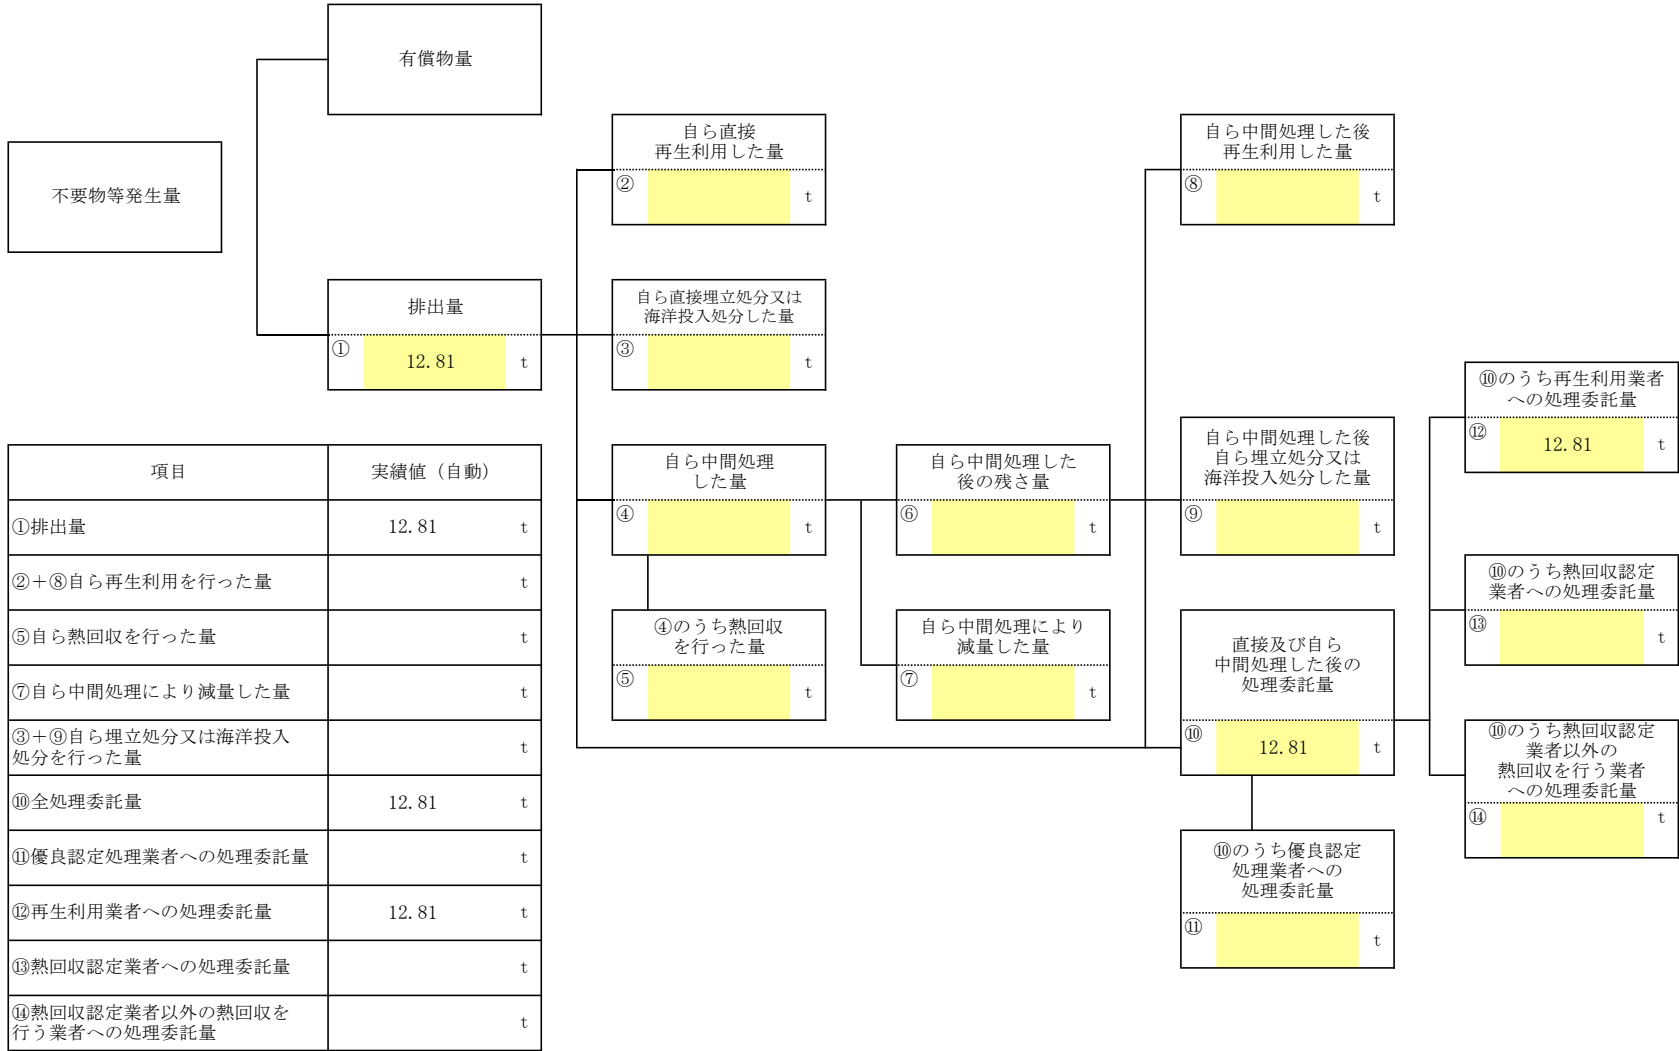 有償物量
不要物等発生量
排出量
①
12.81
t
自ら直接
再生利用した量
②
t
自ら直接埋立処分又は
海洋投入処分した量
③
t
自ら中間処理
した量
④
t
④のうち熱回収
を行った量
⑤
t
自ら中間処理した
後の残さ量
⑥
t
自ら中間処理により
減量した量
⑦
t
自ら中間処理した後
再生利用した量
⑧
t
自ら中間処理した後
自ら埋立処分又は
海洋投入処分した量
⑨
t
直接及び自ら
中間処理した後の
処理委託量
⑩
12.81
t
⑩のうち優良認定
処理業者への
処理委託量
⑪
t
⑩のうち再生利用業者
への処理委託量
⑫
12.81
t
⑩のうち熱回収認定
業者への処理委託量
⑬
t
⑩のうち熱回収認定
業者以外の
熱回収を行う業者
への処理委託量
⑭
t
項目
実績値（自動）
①排出量
12.81
t
②＋⑧自ら再生利用を行った量
t
⑤自ら熱回収を行った量
t
⑦自ら中間処理により減量した量
t
③＋⑨自ら埋立処分又は海洋投入
処分を行った量
t
⑩全処理委託量
12.81
t
⑪優良認定処理業者への処理委託量
t
⑫再生利用業者への処理委託量
12.81
t
⑬熱回収認定業者への処理委託量
t
⑭熱回収認定業者以外の熱回収を
行う業者への処理委託量
t